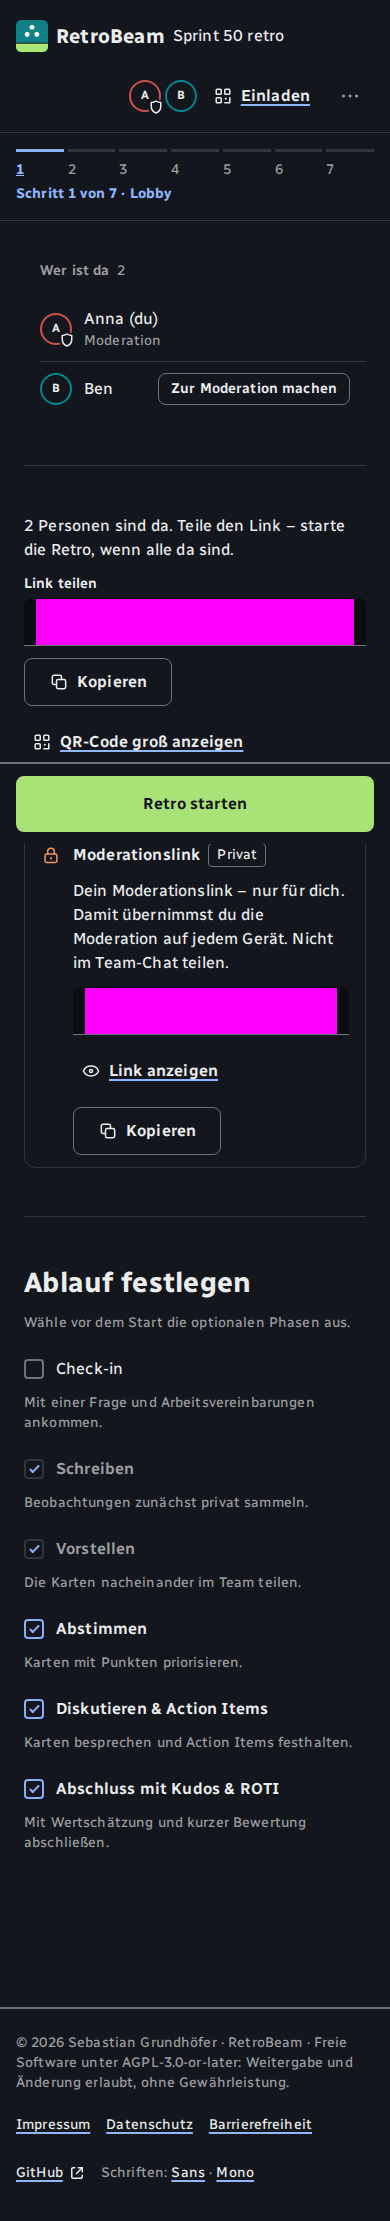 RetroBeam Sprint 50 retro
A B Einladen
1 2 3 4 5 6 7
Schritt 1 von 7 · Lobby
Wer ist da 2
A Anna (du)
Moderation
B Ben Zur Moderation machen
2 Personen sind da. Teile den Link – starte
die Retro, wenn alle da sind.
Link teilen
Kopieren
QR-Code groß anzeigen
Retro starten
Moderationslink Privat
Dein Moderationslink – nur für dich.
Damit übernimmst du die
Moderation auf jedem Gerät. Nicht
im Team-Chat teilen.
Link anzeigen
Kopieren
Ablauf festlegen
Wähle vor dem Start die optionalen Phasen aus.
Check-in
Mit einer Frage und Arbeitsvereinbarungen
ankommen.
Schreiben
Beobachtungen zunächst privat sammeln.
Vorstellen
Die Karten nacheinander im Team teilen.
Abstimmen
Karten mit Punkten priorisieren.
Diskutieren & Action Items
Karten besprechen und Action Items festhalten.
Abschluss mit Kudos & ROTI
Mit Wertschätzung und kurzer Bewertung
abschließen.
© 2026 Sebastian Grundhöfer · RetroBeam · Freie
Software unter AGPL-3.0-or-later: Weitergabe und
Änderung erlaubt, ohne Gewährleistung.
Impressum Datenschutz Barrierefreiheit
GitHub Schriften: Sans · Mono